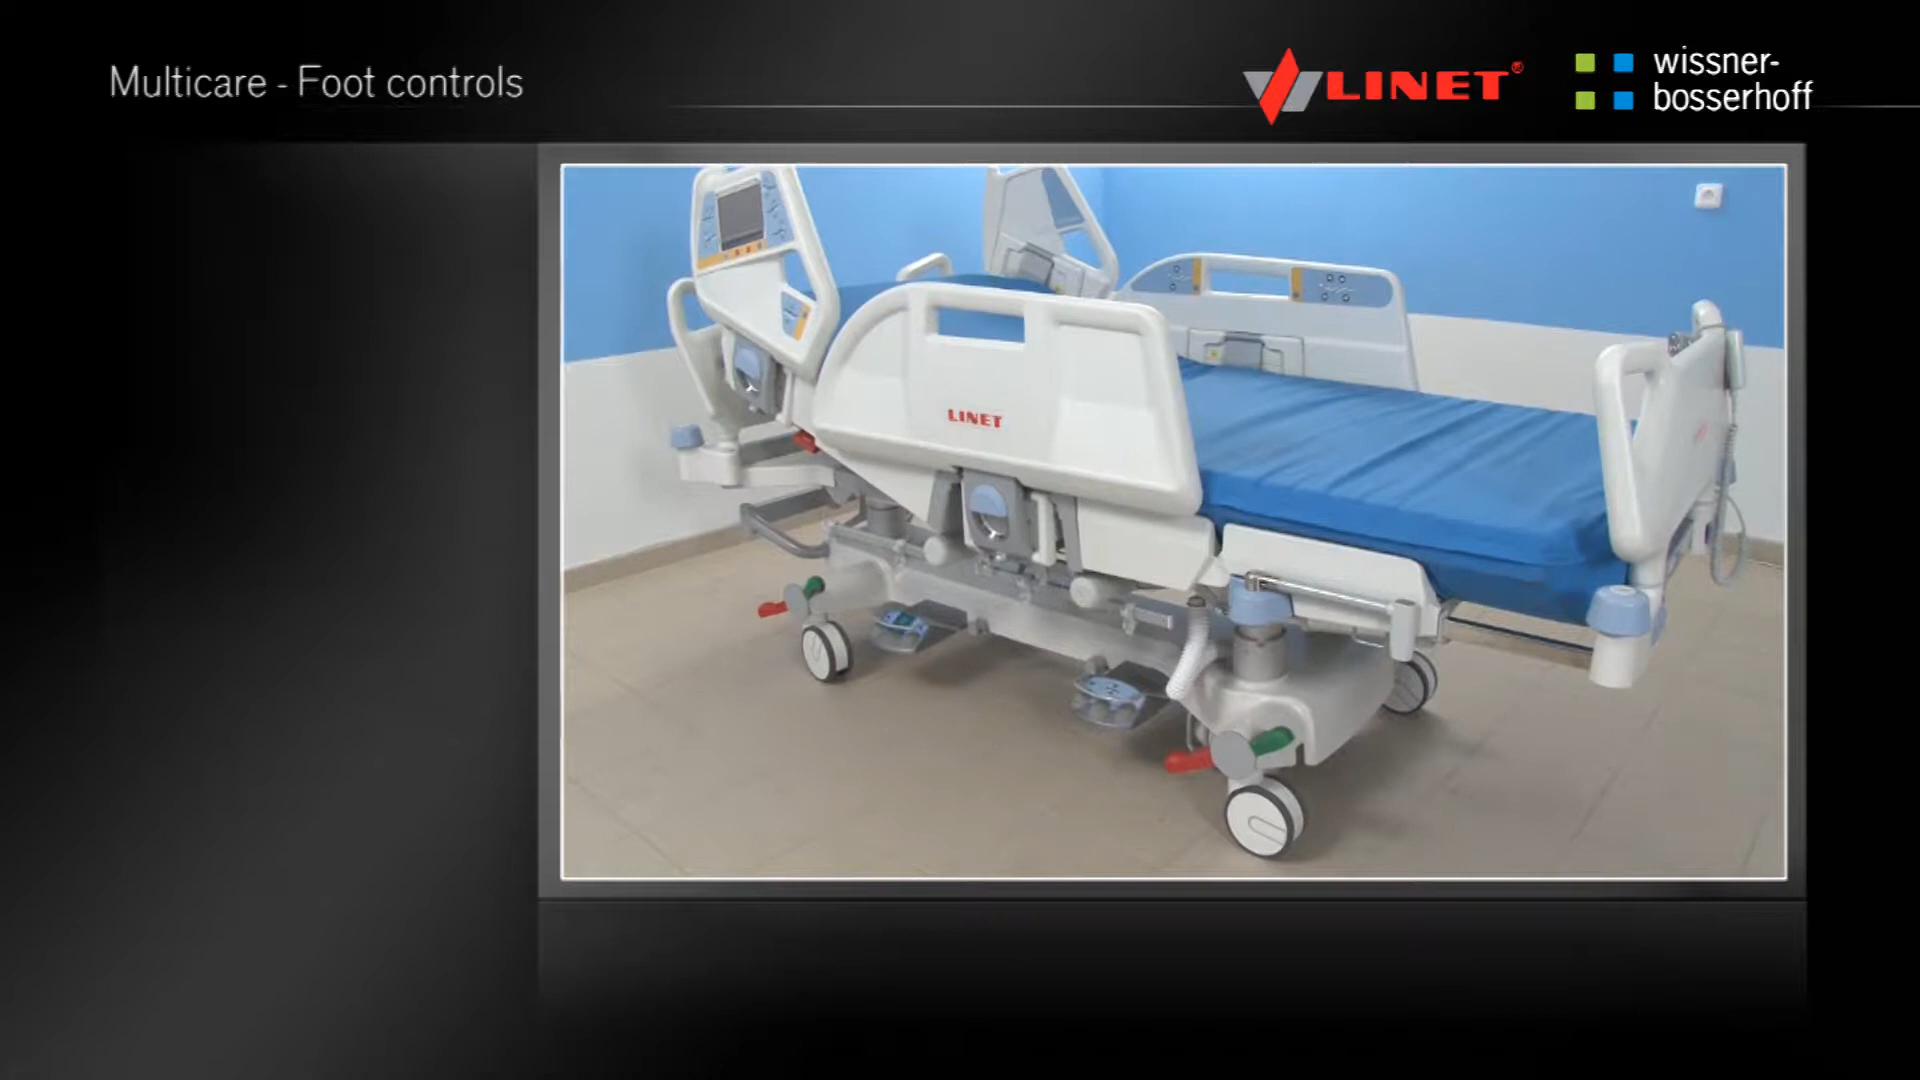 Multicare - Foot controls
LINET®
wissner-
bosserhoff
LINET